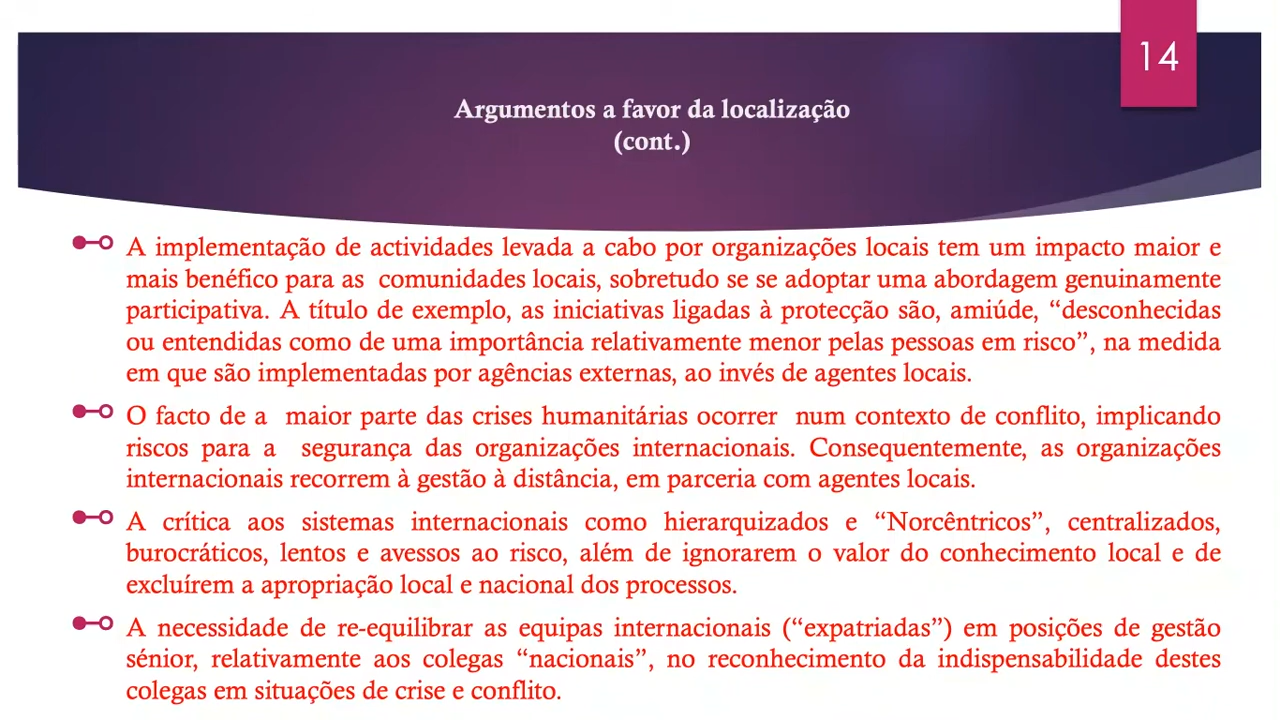 14
Argumentos a favor da localização
(cont.)
A implementação de actividades levada a cabo por organizações locais tem um impacto maior e
mais benéfico para as comunidades locais, sobretudo se se adoptar uma abordagem genuinamente
participativa. A título de exemplo, as iniciativas ligadas à protecção são, amiúde, “desconhecidas
ou entendidas como de uma importância relativamente menor pelas pessoas em risco”, na medida
em que são implementadas por agências externas, ao invés de agentes locais.
O facto de a maior parte das crises humanitárias ocorrer num contexto de conflito, implicando
riscos para a segurança das organizações internacionais. Consequentemente, as organizações
internacionais recorrem à gestão à distância, em parceria com agentes locais.
A crítica aos sistemas internacionais como hierarquizados e “Norcêntricos”, centralizados,
burocráticos, lentos e avessos ao risco, além de ignorarem o valor do conhecimento local e de
excluírem a apropriação local e nacional dos processos.
A necessidade de re-equilibrar as equipas internacionais (“expatriadas”) em posições de gestão
sénior, relativamente aos colegas “nacionais”, no reconhecimento da indispensabilidade destes
colegas em situações de crise e conflito.